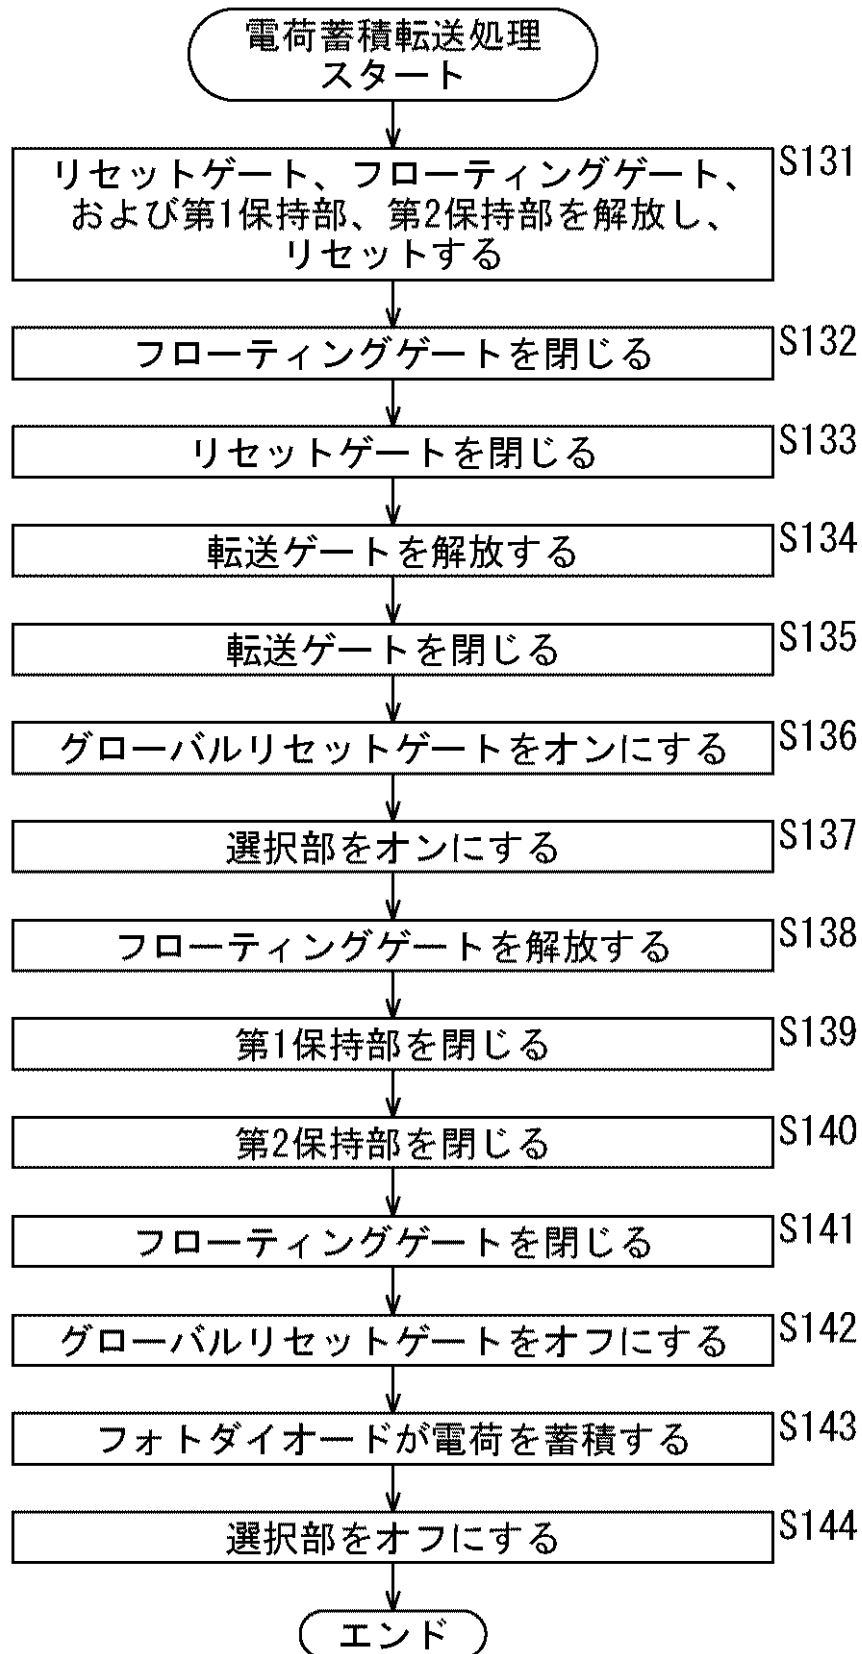 電荷蓄積転送処理
スタート
リセットゲート、フローティングゲート、
および第1保持部、第2保持部を解放し、
リセットする
S131
フローティングゲートを閉じる
S132
リセットゲートを閉じる
S133
転送ゲートを解放する
S134
転送ゲートを閉じる
S135
グローバルリセットゲートをオンにする
S136
選択部をオンにする
S137
フローティングゲートを解放する
S138
第1保持部を閉じる
S139
第2保持部を閉じる
S140
フローティングゲートを閉じる
S141
グローバルリセットゲートをオフにする
S142
フォトダイオードが電荷を蓄積する
S143
選択部をオフにする
S144
エンド